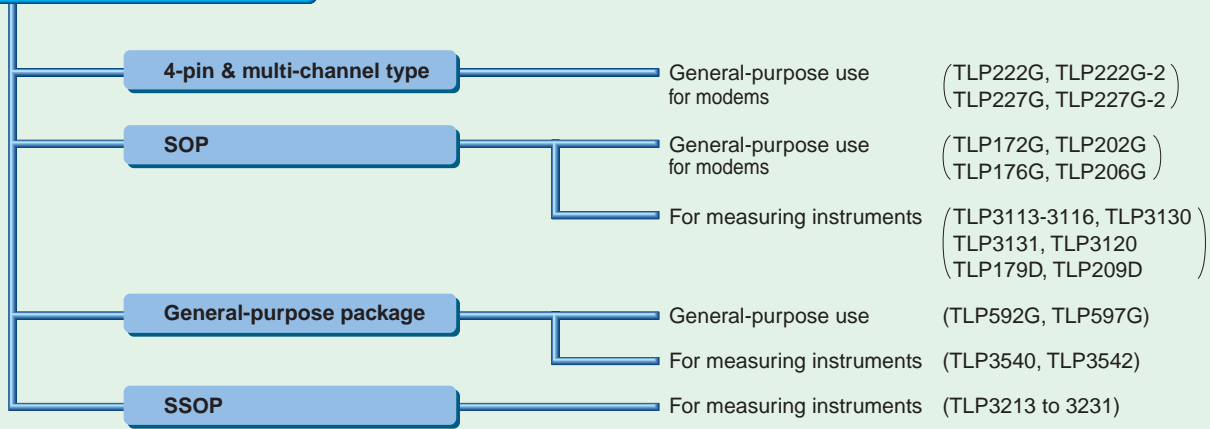 4-pin & multi-channel type
General-purpose use
for modems
(TLP222G, TLP222G-2
TLP227G, TLP227G-2)
SOP
General-purpose use
for modems
(TLP172G, TLP202G
TLP176G, TLP206G)
For measuring instruments
(TLP3113-3116, TLP3130
TLP3131, TLP3120
TLP179D, TLP209D)
General-purpose package
General-purpose use
(TLP592G, TLP597G)
For measuring instruments
(TLP3540, TLP3542)
SSOP
For measuring instruments
(TLP3213 to 3231)